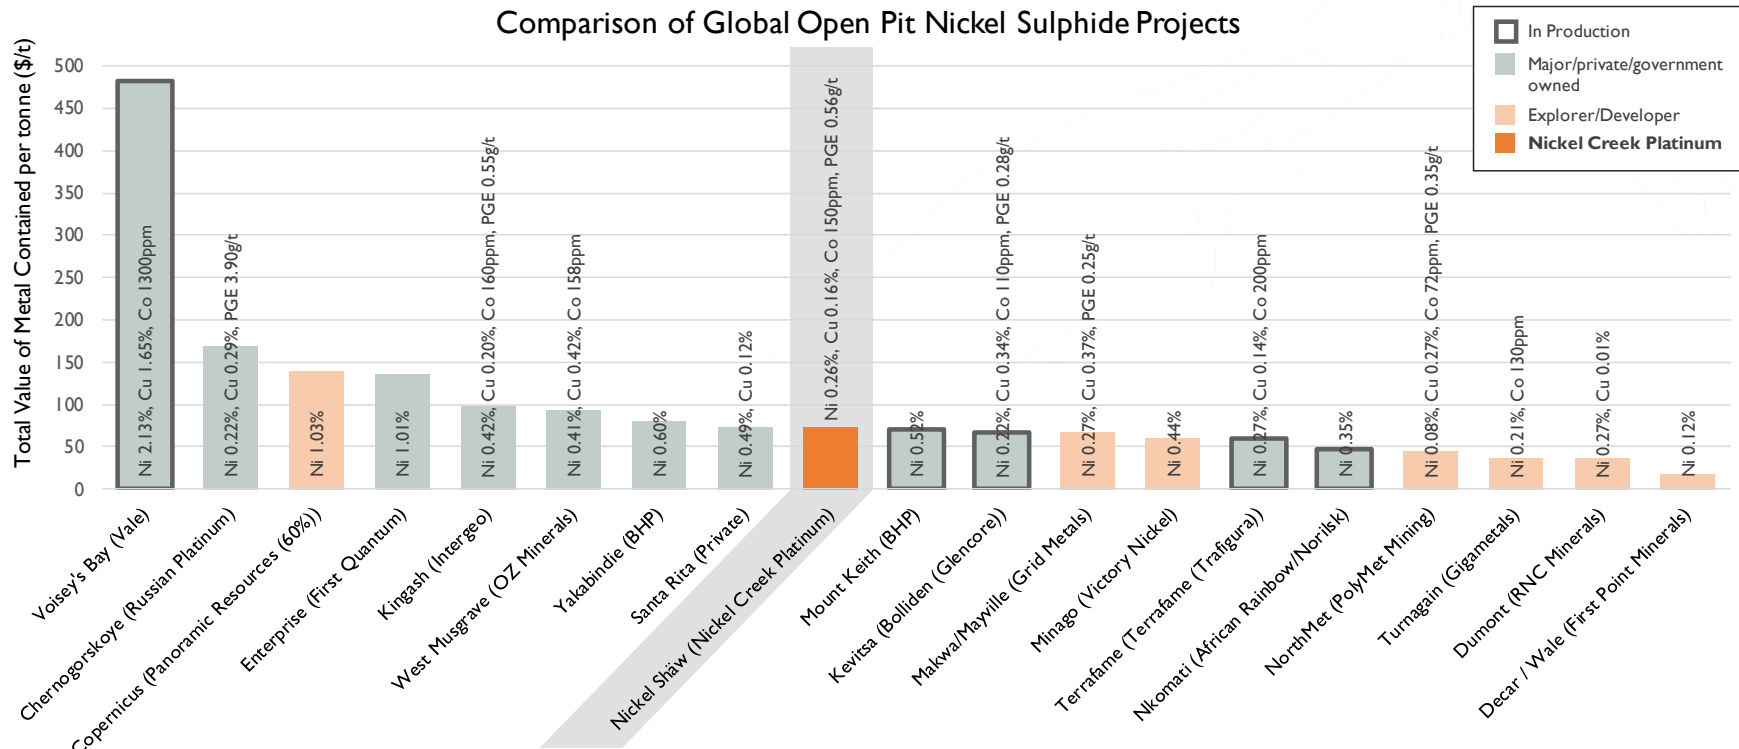 Comparison of Global Open Pit Nickel Sulphide Projects
In Production
Major/private/government
owned
Explorer/Developer
Nickel Creek Platinum
Total Value of Metal Contained per tonne ($/t)
500
450
400
350
300
250
200
150
100
50
0
Ni 2.13%, Cu 1.65%, Co 1300ppm
Ni 0.22%, Cu 0.29%, PGE 3.90g/t
Ni 1.03%
Ni 1.01%
Ni 0.42%, Cu 0.20%, Co 160ppm, PGE 0.55g/t
Ni 0.41%, Cu 0.42%, Co 158ppm
Ni 0.60%
Ni 0.49%, Cu 0.12%
Ni 0.26%, Cu 0.16%, Co 150ppm, PGE 0.56g/t
Ni 0.52%
Ni 0.22%, Cu 0.34%, Co 110ppm, PGE 0.28g/t
Ni 0.27%, Cu 0.37%, PGE 0.25g/t
Ni 0.44%
Ni 0.27%, Cu 0.14%, Co 200ppm
Ni 0.35%
Ni 0.08%, Cu 0.27%, Co 72ppm, PGE 0.35g/t
Ni 0.21%, Co 130ppm
Ni 0.27%, Cu 0.01%
Ni 0.12%
Voisey's Bay (Vale)
Chernogorskoye (Russian Platinum)
Copernicus (Panoramic Resources (60%))
Enterprise (First Quantum)
Kingash (Intergeo)
West Musgrave (OZ Minerals)
Yakabindie (BHP)
Santa Rita (Private)
Nickel Shäw (Nickel Creek Platinum)
Mount Keith (BHP)
Kevitsa (Bolliden (Glencore))
Makwa/Mayville (Grid Metals)
Minago (Victory Nickel)
Terrafame (Terrafame (Trafigura))
Nkomati (African Rainbow/Norilsk)
NorthMet (PolyMet Mining)
Turnagain (Gigametals)
Dumont (RNC Minerals)
Decar / Wale (First Point Minerals)